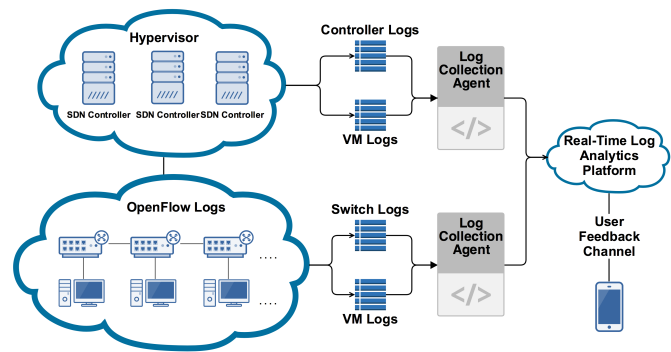 Hypervisor
SDN Controller
SDN Controller
SDN Controller
Controller Logs
VM Logs
Log
Collection
Agent
</>
OpenFlow Logs
....
....
Switch Logs
VM Logs
Log
Collection
Agent
</>
Real-Time Log
Analytics
Platform
User
Feedback
Channel